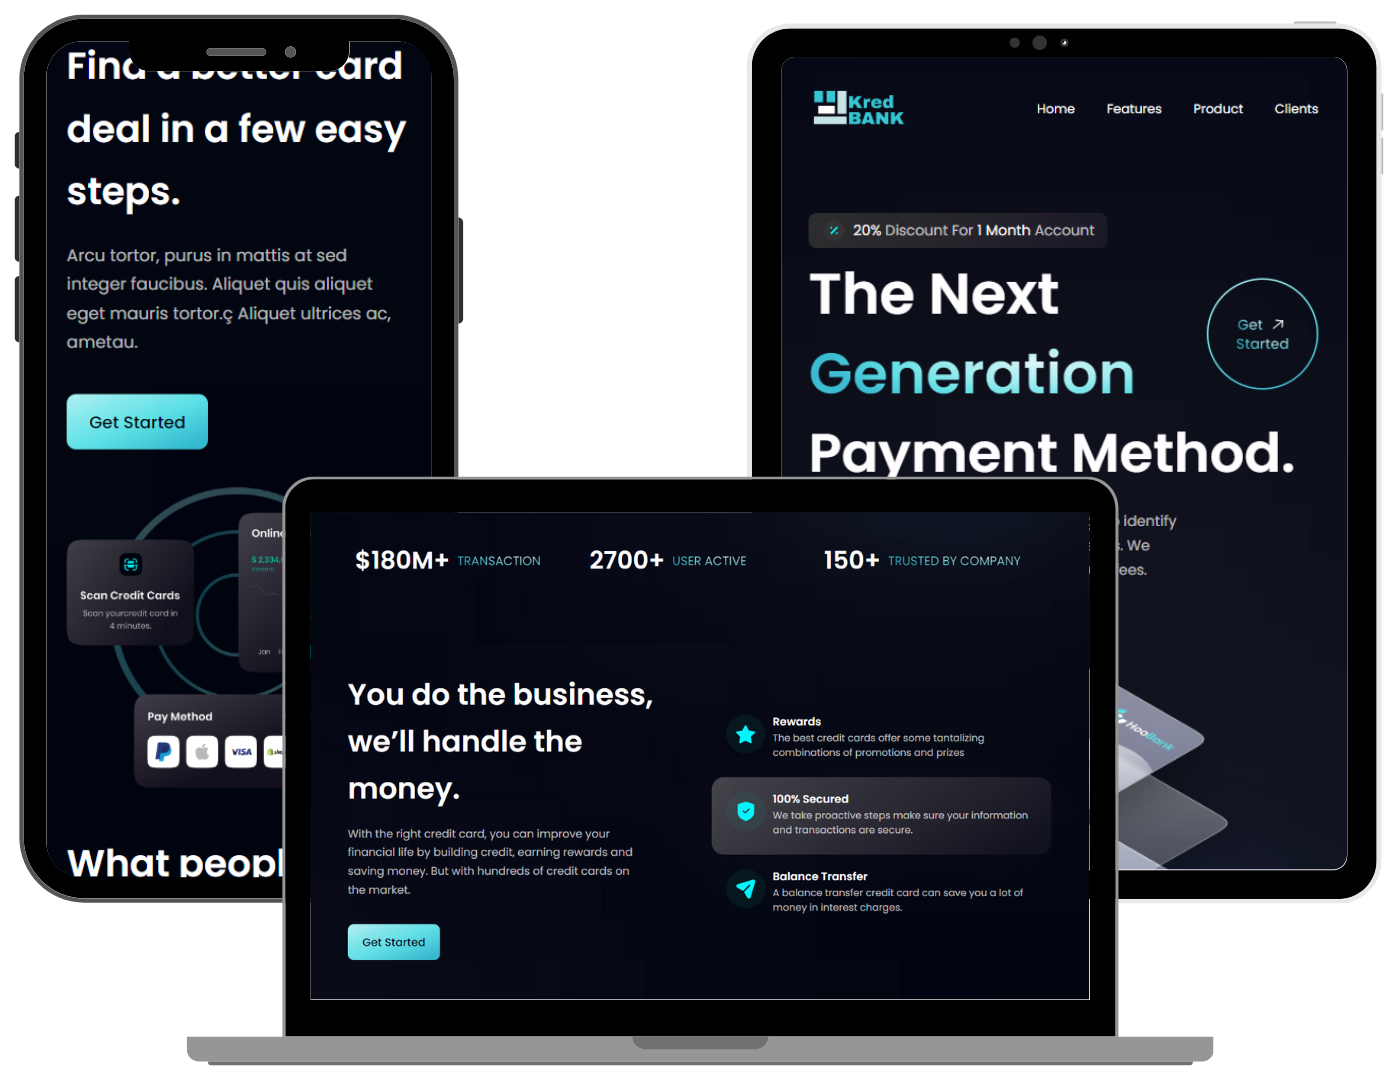 Find a better card
deal in a few easy
steps.
Arcu tortor, purus in mattis at sed
integer faucibus. Aliquet quis aliquet
eget mauris tortor.ç Aliquet ultrices ac,
ametau.
Get Started
Scan Credit Cards
Scan yourcredit card in
4 minutes.
Online
$ 2,334.
Income
Jan
Pay Method
VISA
What peopl
Kred
BANK
Home Features Product Clients
20% Discount For 1 Month Account
The Next
Generation
Payment Method.
Get
Started
identify
. We
fees.
HooBank
$180M+ TRANSACTION 2700+ USER ACTIVE 150+ TRUSTED BY COMPANY
You do the business,
we’ll handle the
money.
With the right credit card, you can improve your
financial life by building credit, earning rewards and
saving money. But with hundreds of credit cards on
the market.
Get Started
Rewards
The best credit cards offer some tantalizing
combinations of promotions and prizes
100% Secured
We take proactive steps make sure your information
and transactions are secure.
Balance Transfer
A balance transfer credit card can save you a lot of
money in interest charges.